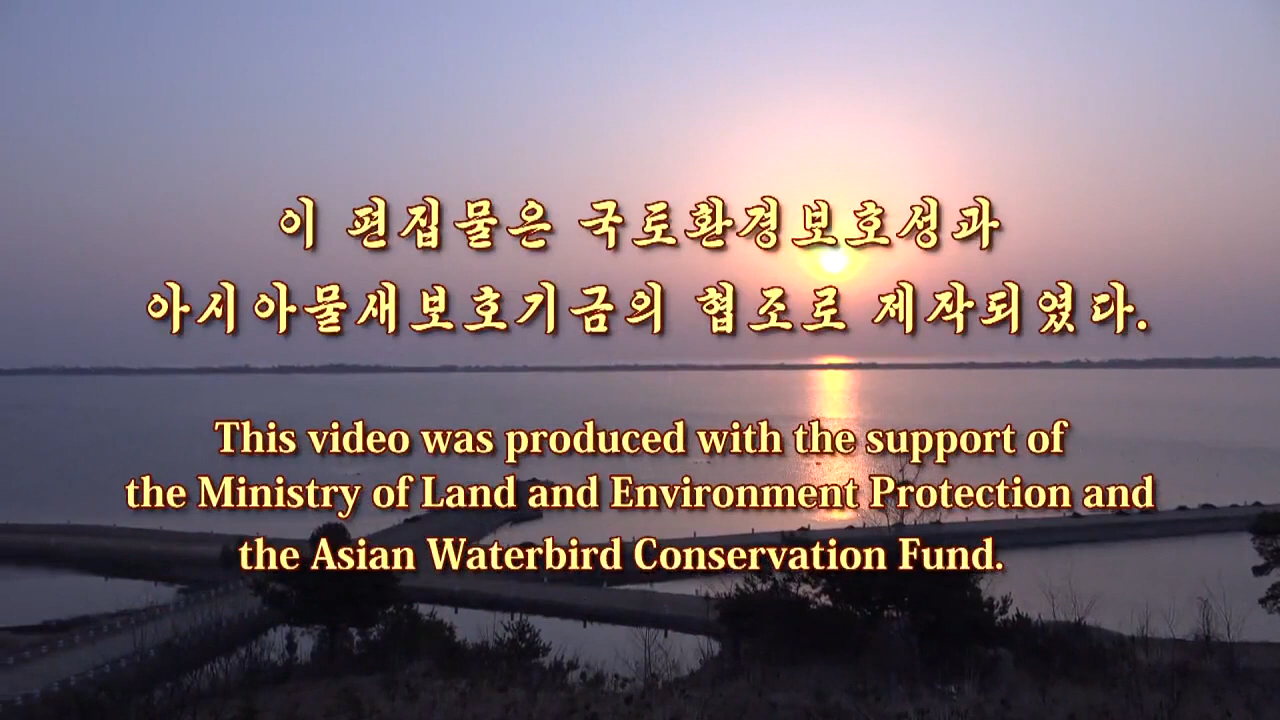 이 편집물은 국토환경보호성과
아시아물새보호기금의 협조로 제작되였다.
This video was produced with the support of
the Ministry of Land and Environment Protection and
the Asian Waterbird Conservation Fund.